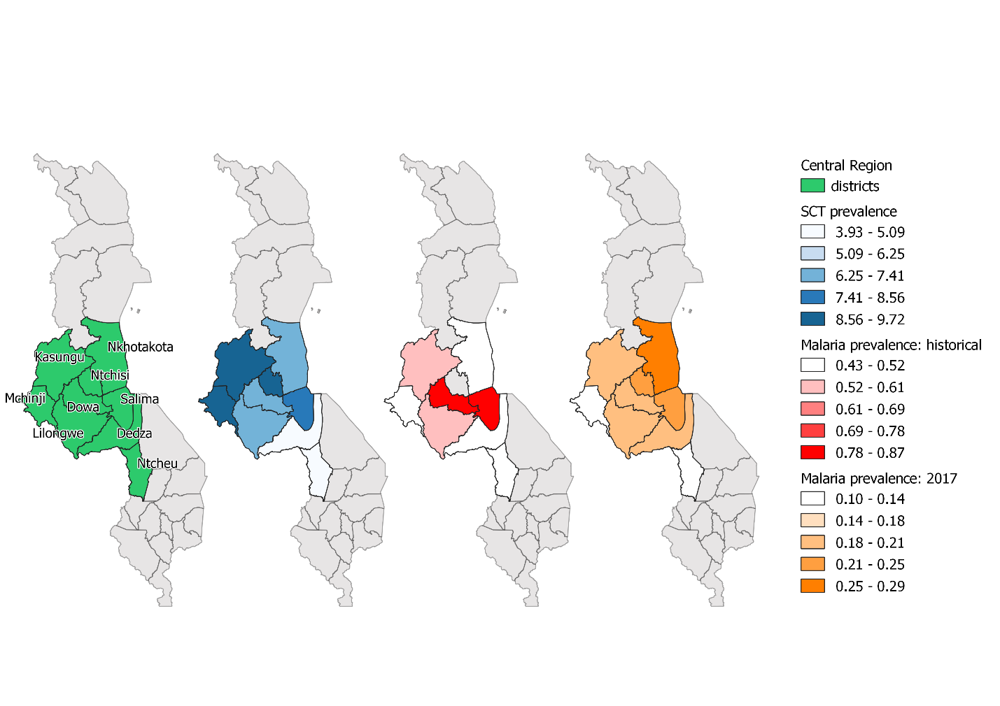 Nkhotakota
Kasungu
Ntchisi
Mchinji
Salima
Dowa
Lilongwe
Dedza
Ntcheu
Central Region
districts
SCT prevalence
3.93 - 5.09
5.09 - 6.25
6.25 - 7.41
7.41 - 8.56
8.56 - 9.72
Malaria prevalence: historical
0.43 - 0.52
0.52 - 0.61
0.61 - 0.69
0.69 - 0.78
0.78 - 0.87
Malaria prevalence: 2017
0.10 - 0.14
0.14 - 0.18
0.18 - 0.21
0.21 - 0.25
0.25 - 0.29